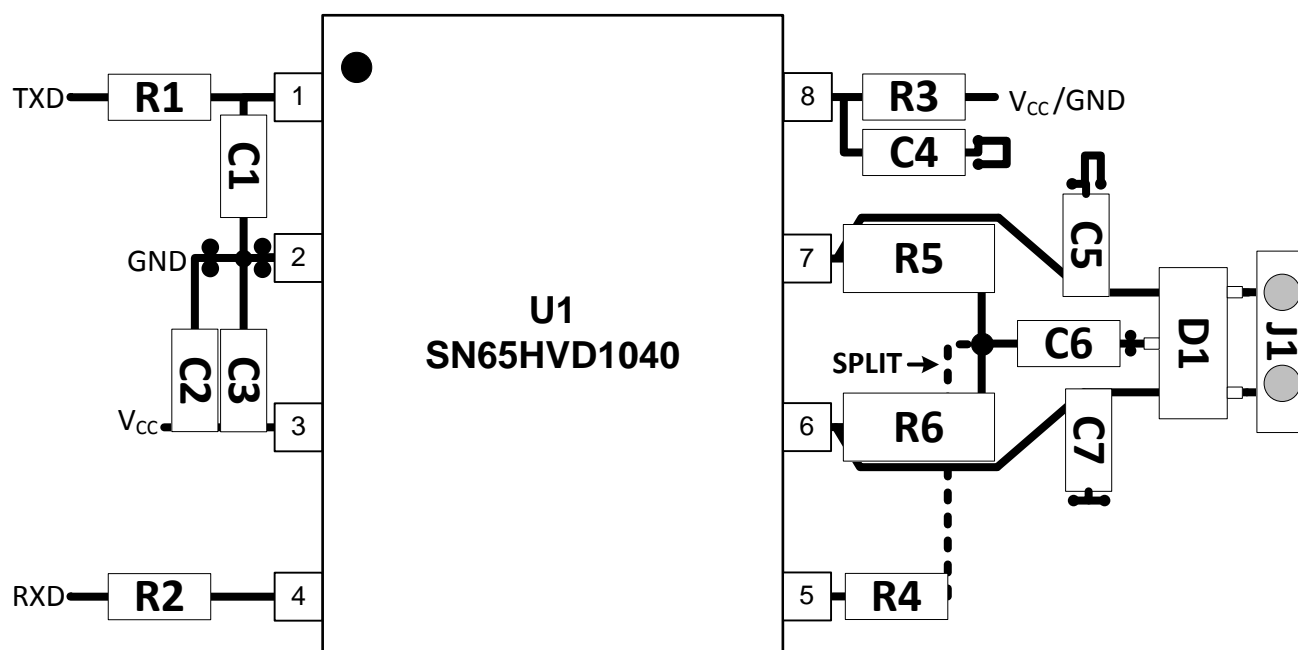 TXD
R1
1
C1
GND
2
C2
C3
VCC
3
RXD
R2
4
U1
SN65HVD1040
8
R3
VCC/GND
C4
7
R5
C5
SPLIT
C6
D1
J1
6
R6
C7
5
R4